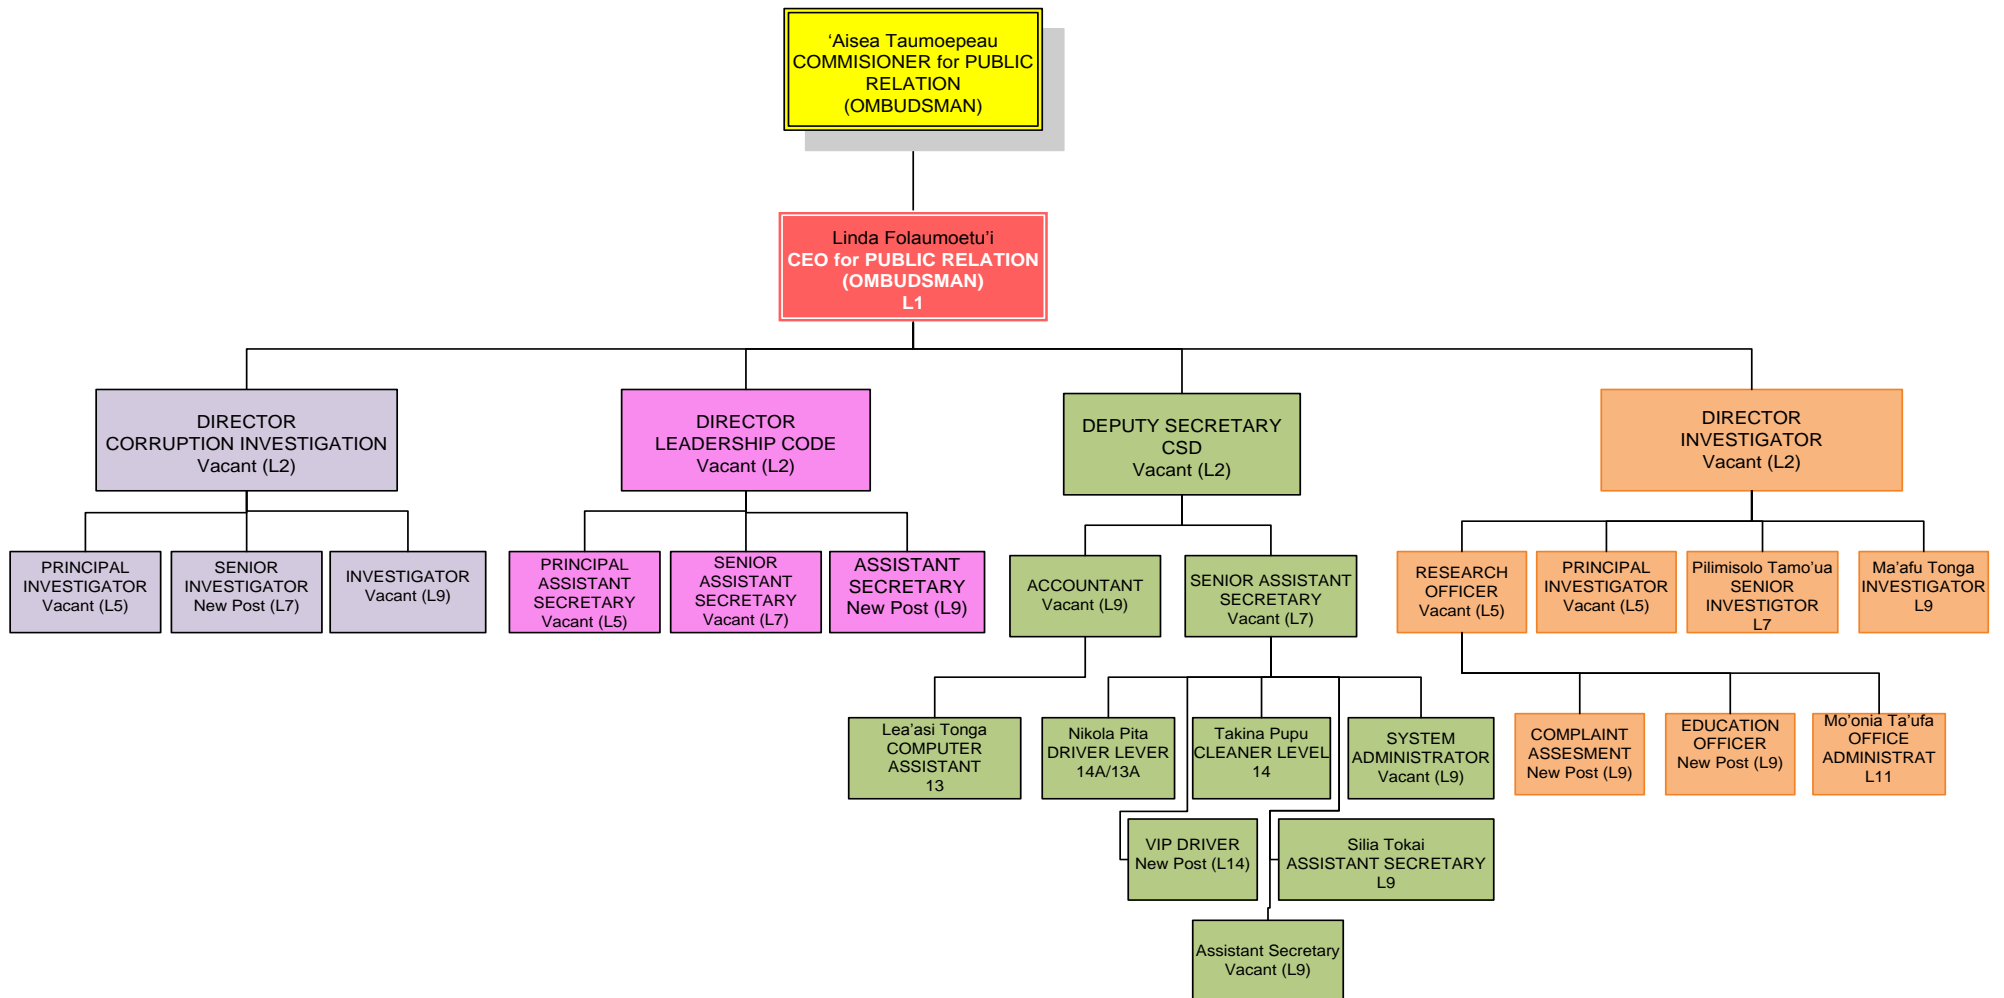 ‘Aisea Taumoepeau
COMMISIONER for PUBLIC
RELATION
(OMBUDSMAN)
Linda Folaumoetu’i
CEO for PUBLIC RELATION
(OMBUDSMAN)
L1
DIRECTOR
CORRUPTION INVESTIGATION
Vacant (L2)
DIRECTOR
LEADERSHIP CODE
Vacant (L2)
DEPUTY SECRETARY
CSD
Vacant (L2)
DIRECTOR
INVESTIGATOR
Vacant (L2)
PRINCIPAL
INVESTIGATOR
Vacant (L5)
SENIOR
INVESTIGATOR
New Post (L7)
INVESTIGATOR
Vacant (L9)
PRINCIPAL
ASSISTANT
SECRETARY
Vacant (L5)
SENIOR
ASSISTANT
SECRETARY
Vacant (L7)
ASSISTANT
SECRETARY
New Post (L9)
ACCOUNTANT
Vacant (L9)
SENIOR ASSISTANT
SECRETARY
Vacant (L7)
RESEARCH
OFFICER
Vacant (L5)
PRINCIPAL
INVESTIGATOR
Vacant (L5)
Pilimisolo Tamo’ua
SENIOR
INVESTIGTOR
L7
Ma’afu Tonga
INVESTIGATOR
L9
Lea’asi Tonga
COMPUTER
ASSISTANT
13
Nikola Pita
DRIVER LEVER
14A/13A
Takina Pupu
CLEANER LEVEL
14
SYSTEM
ADMINISTRATOR
Vacant (L9)
COMPLAINT
ASSESMENT
New Post (L9)
EDUCATION
OFFICER
New Post (L9)
Mo’onia Ta’ufa
OFFICE
ADMINISTRAT
L11
VIP DRIVER
New Post (L14)
Silia Tokai
ASSISTANT SECRETARY
L9
Assistant Secretary
Vacant (L9)